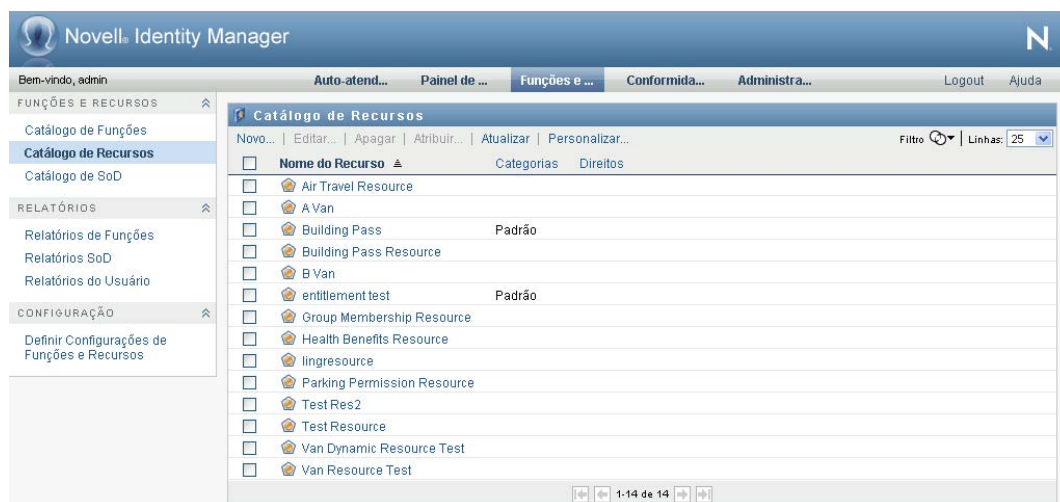 Novell® Identity Manager
N
Bem-vindo, admin
Auto-atend... Painel de ... Funções e ... Conformida... Administra... Logout Ajuda
FUNÇÕES E RECURSOS
Catálogo de Funções
Catálogo de Recursos
Catálogo de SoD
RELATÓRIOS
Relatórios de Funções
Relatórios SoD
Relatórios do Usuário
CONFIGURAÇÃO
Definir Configurações de
Funções e Recursos
Catálogo de Recursos
Novo... | Editar... | Apagar | Atribuir... | Atualizar | Personalizar... Filtro | Linhas: 25
Nome do Recurso Categorias Direitos
Air Travel Resource
A Van
Building Pass Padrão
Building Pass Resource
B Van
entitlement test Padrão
Group Membership Resource
Health Benefits Resource
lingresource
Parking Permission Resource
Test Res2
Test Resource
Van Dynamic Resource Test
Van Resource Test
1-14 de 14